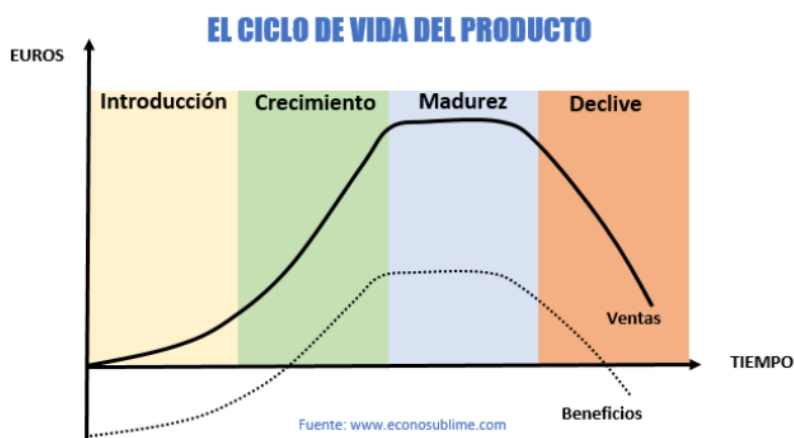 EL CICLO DE VIDA DEL PRODUCTO
EUROS
Introducción
Crecimiento
Madurez
Declive
Ventas
TIEMPO
Beneficios
Fuente: www.econosublime.com